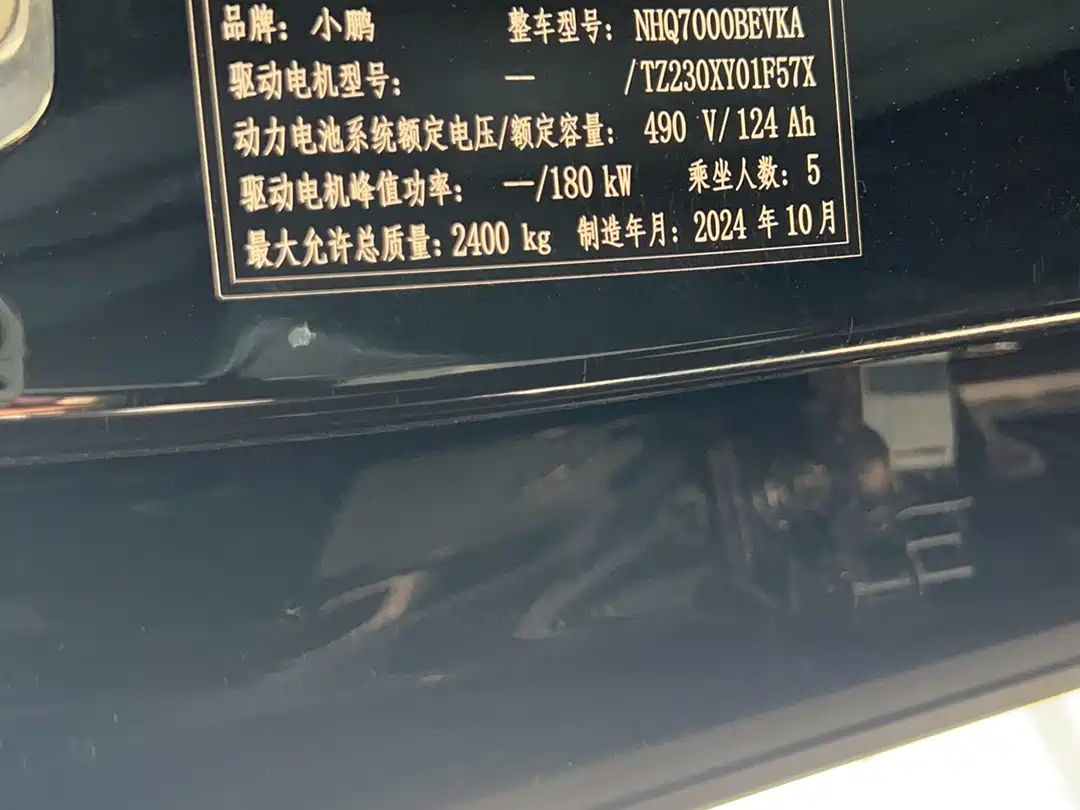 品牌：小鹏 整车型号：NHQ7000BEVKA
驱动电机型号： — /TZ230XY01F57X
动力电池系统额定电压/额定容量： 490 V/124 Ah
驱动电机峰值功率： —/180 kW 乘坐人数：5
最大允许总质量：2400 kg 制造年月：2024 年 10 月